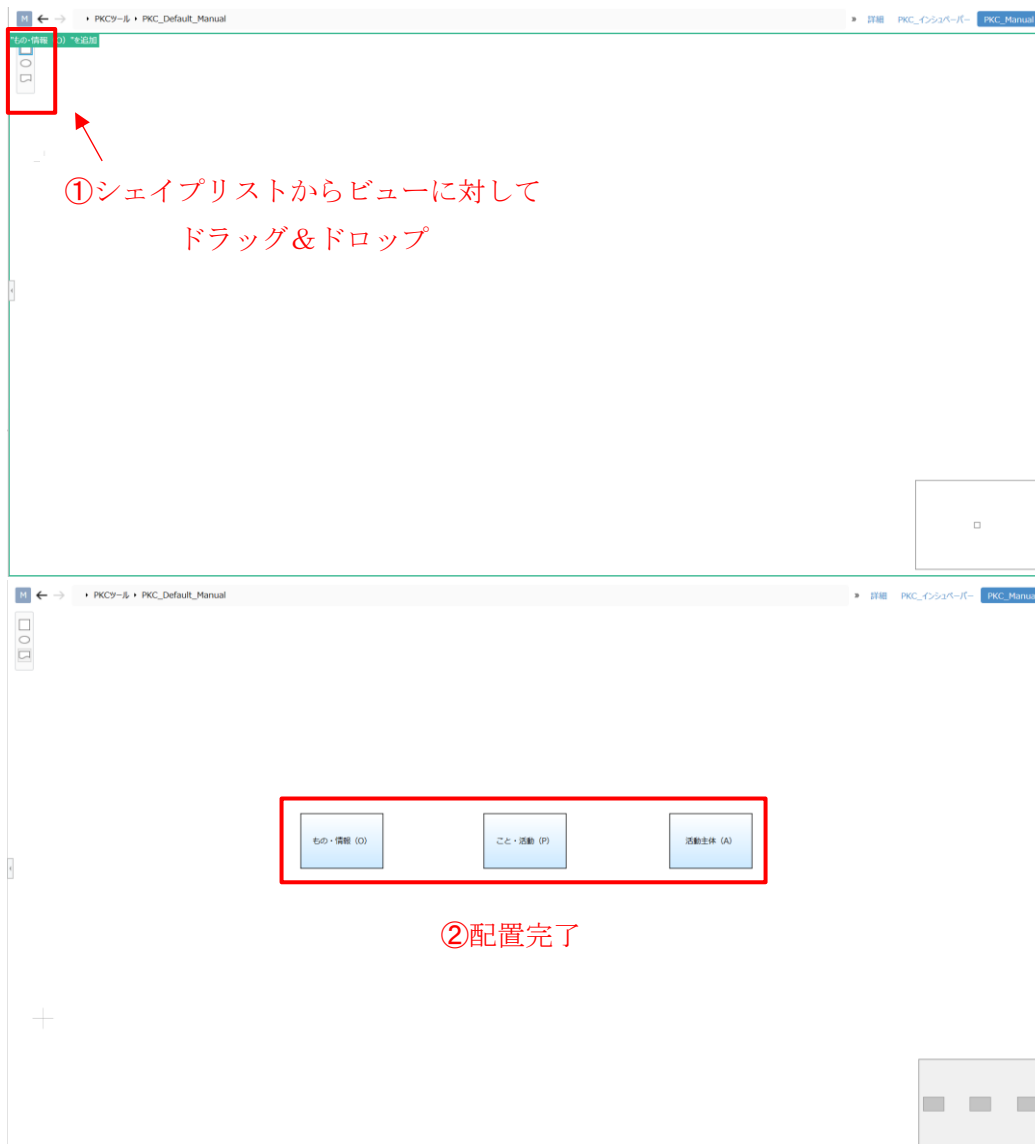 M ← → ▸ PKCツール ▸ PKC_Default_Manual » 詳細 PKC_インシュペーパー PKC_Manual
"もの・情報 (O) "を追加
①シェイプリストからビューに対して
ドラッグ&ドロップ
M ← → ▸ PKCツール ▸ PKC_Default_Manual » 詳細 PKC_インシュペーパー PKC_Manua
もの・情報 (O) こと・活動 (P) 活動主体 (A)
②配置完了